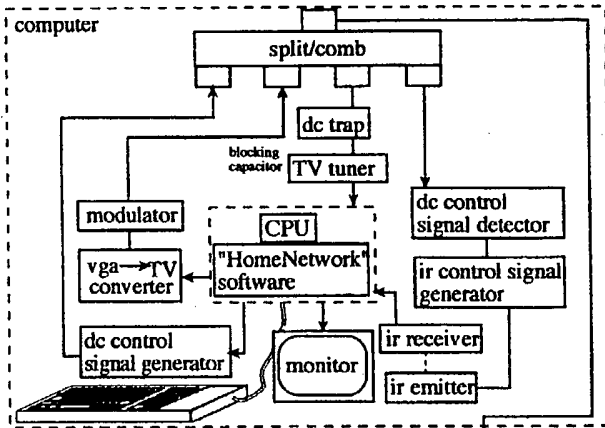 computer
split/comb
dc trap
blocking
capacitor
TV tuner
modulator
dc control
signal detector
CPU
"HomeNetwork"
software
vga→TV
converter
ir control signal
generator
dc control
signal generator
monitor
ir receiver
ir emitter